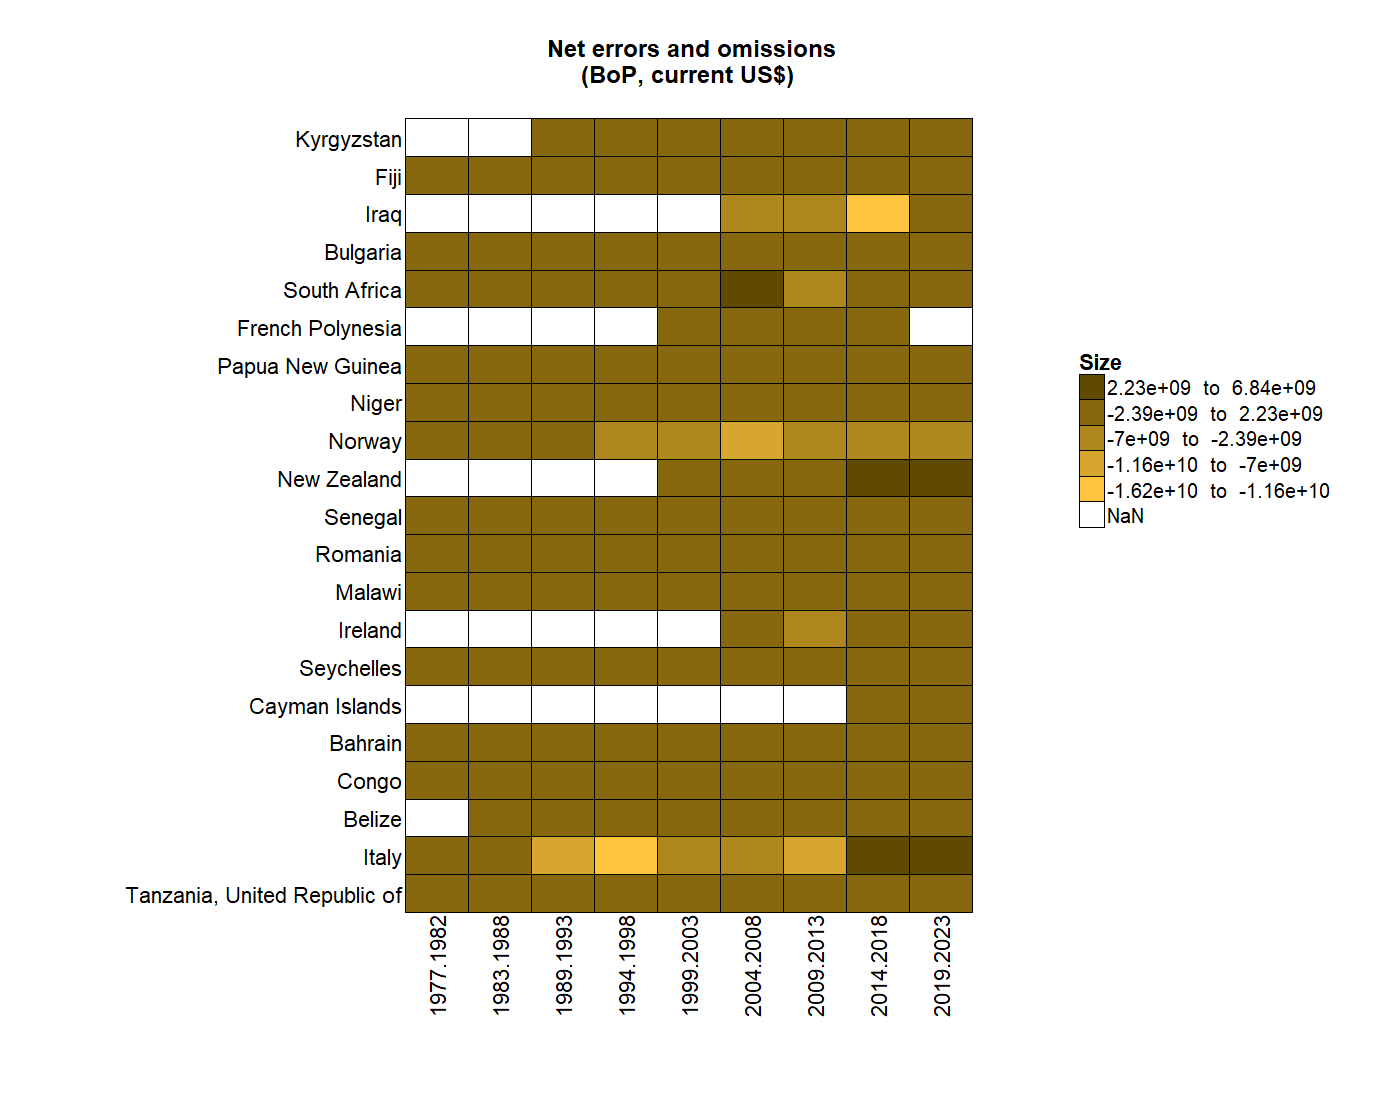 Net errors and omissions
(BoP, current US$)
Kyrgyzstan
Fiji
Iraq
Bulgaria
South Africa
French Polynesia
Papua New Guinea
Niger
Norway
New Zealand
Senegal
Romania
Malawi
Ireland
Seychelles
Cayman Islands
Bahrain
Congo
Belize
Italy
Tanzania, United Republic of
1977.1982
1983.1988
1989.1993
1994.1998
1999.2003
2004.2008
2009.2013
2014.2018
2019.2023
Size
2.23e+09 to 6.84e+09
-2.39e+09 to 2.23e+09
-7e+09 to -2.39e+09
-1.16e+10 to -7e+09
-1.62e+10 to -1.16e+10
NaN